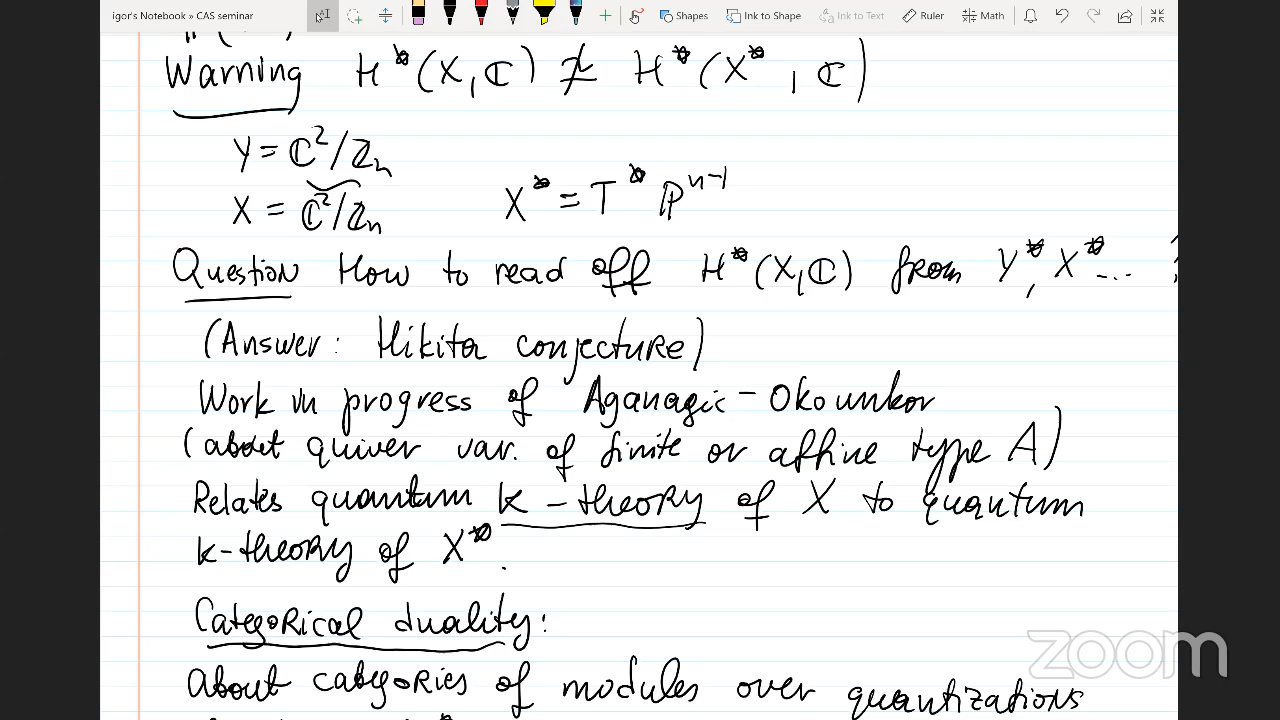 igor's Notebook » CAS seminar
Shapes
Ink to Shape
Ink to Text
Ruler
Math
Warning H*(X, ℂ) ≄ H*(X*, ℂ)
Y = ℂ²/ℤn
X = ℂ²/ℤn X* = T*ℙⁿ⁻¹
Question How to read off H*(X, ℂ) from Y*, X* ... ?
(Answer: Hikita conjecture)
Work in progress of Aganagic - Okounkov
(about quiver var. of finite or affine type A)
Relates quantum K-theory of X to quantum
K-theory of X*.
Categorical duality:
About categories of modules over quantizations
zoom